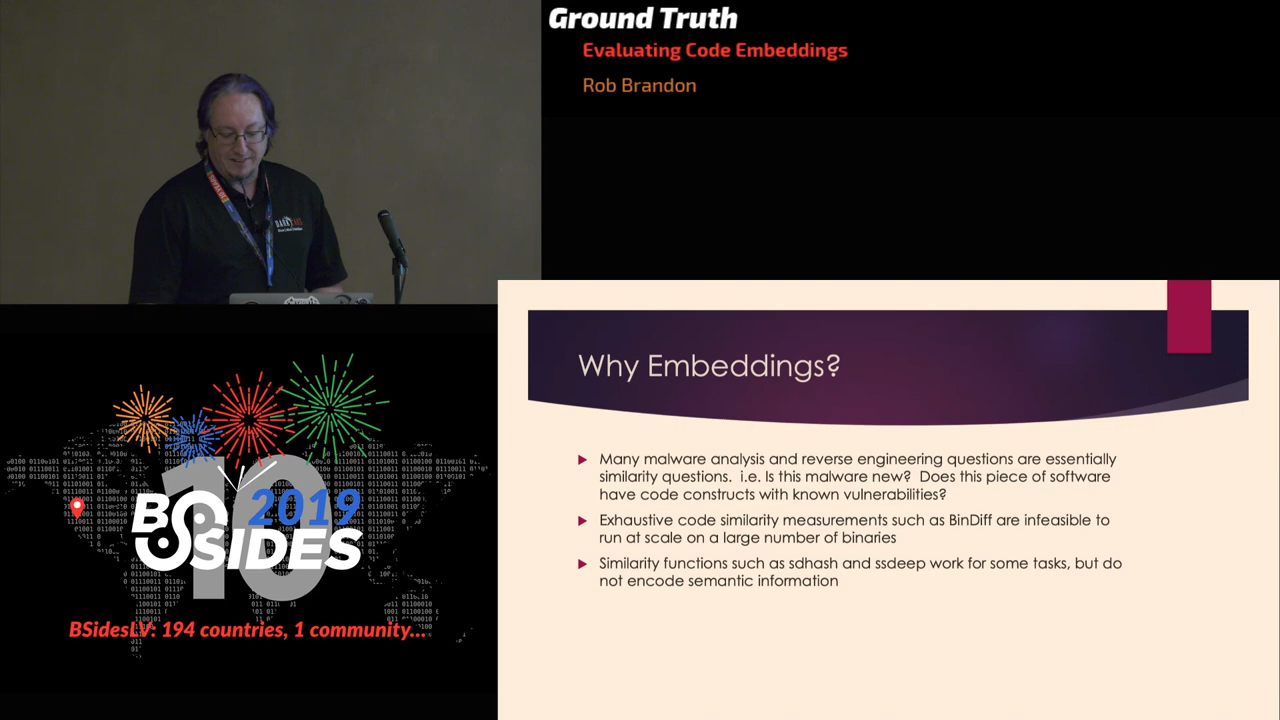 Ground Truth
Evaluating Code Embeddings
Rob Brandon
Why Embeddings?
Many malware analysis and reverse engineering questions are essentially
similarity questions. i.e. Is this malware new? Does this piece of software
have code constructs with known vulnerabilities?
Exhaustive code similarity measurements such as BinDiff are infeasible to
run at scale on a large number of binaries
Similarity functions such as sdhash and ssdeep work for some tasks, but do
not encode semantic information
10
2019
BSIDES
BSidesLV: 194 countries, 1 community...